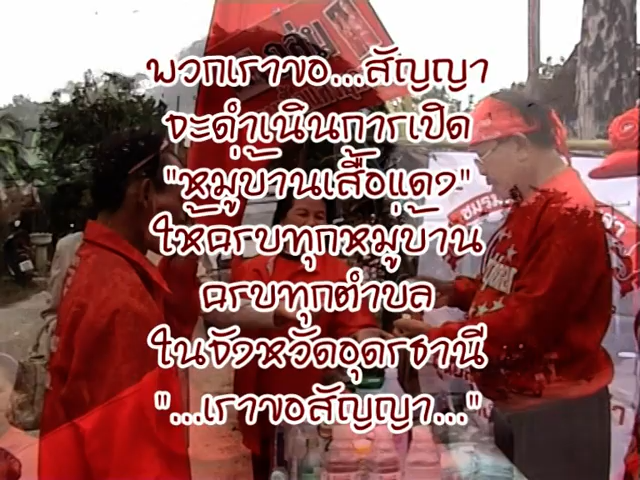 พวกเราขอ...สัญญา
จะดำเนินการเปิด
"หมู่บ้านเสื้อแดง"
ให้ครบทุกหมู่บ้าน
ครบทุกตำบล
ในจังหวัดอุดรธานี
"...เราขอสัญญา..."
ชมรม